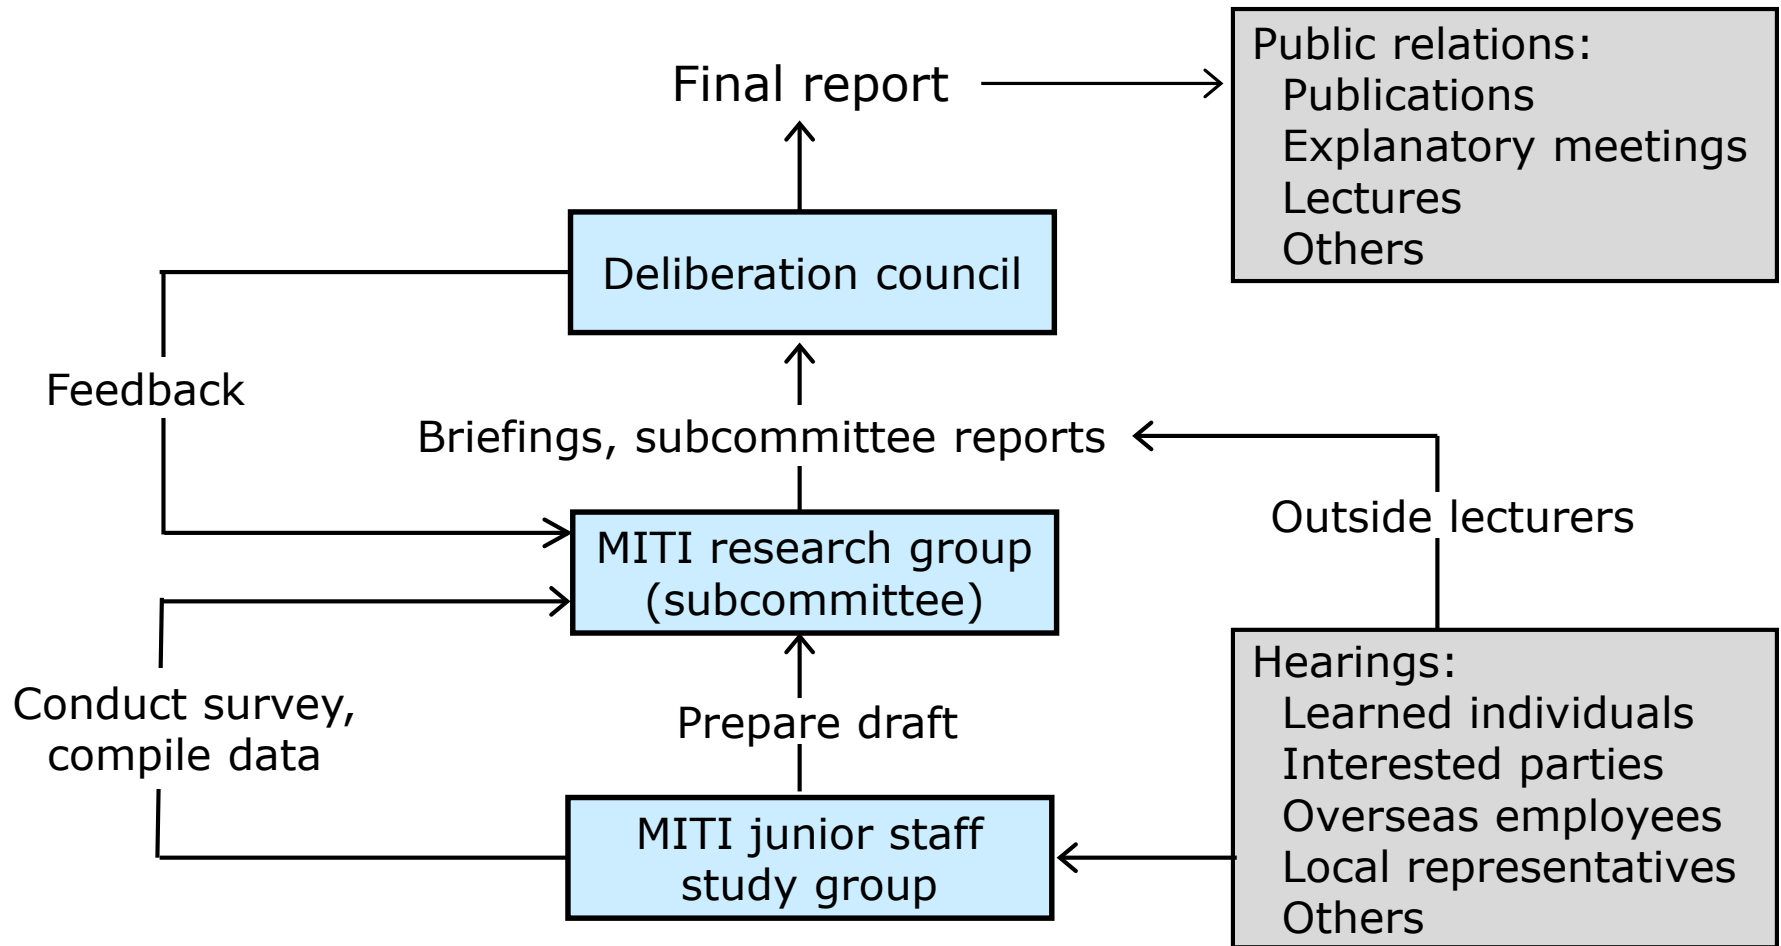 Final report
Public relations:
Publications
Explanatory meetings
Lectures
Others
Deliberation council
Feedback
Briefings, subcommittee reports
Outside lecturers
MITI research group
(subcommittee)
Conduct survey,
compile data
Prepare draft
MITI junior staff
study group
Hearings:
Learned individuals
Interested parties
Overseas employees
Local representatives
Others